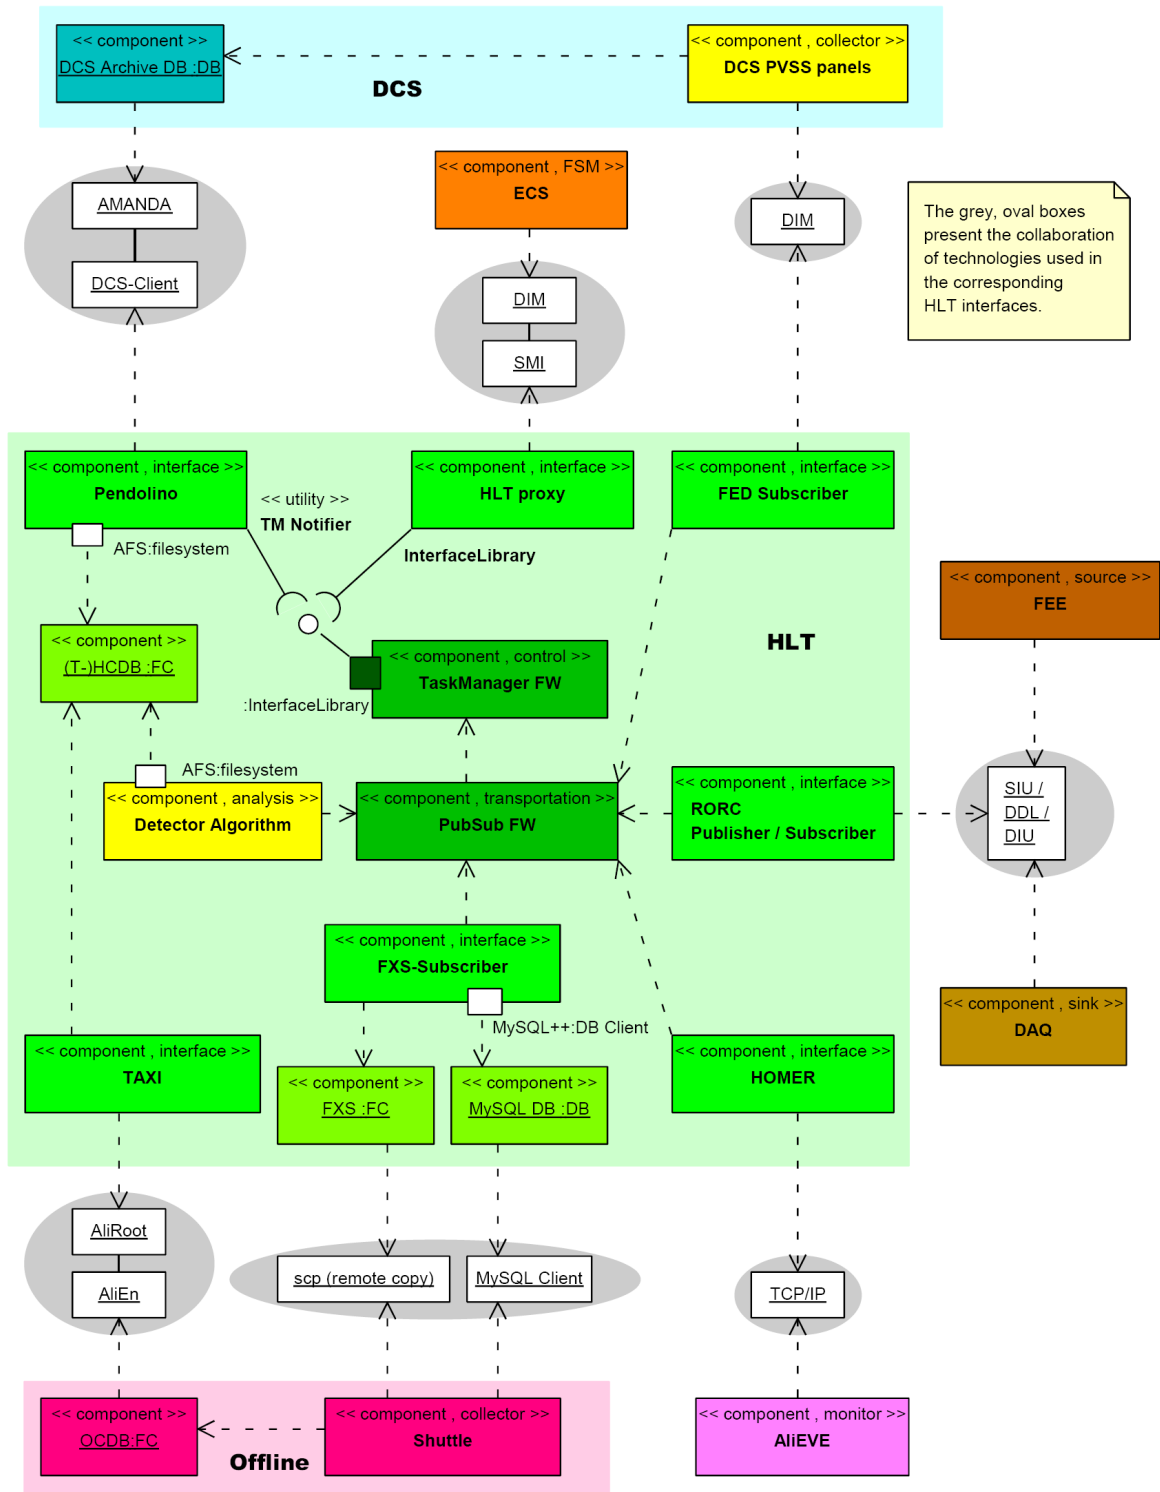 << component >>
DCS Archive DB :DB
<< component , collector >>
DCS PVSS panels
DCS
AMANDA
DCS-Client
<< component , FSM >>
ECS
DIM
SMI
DIM
The grey, oval boxes
present the collaboration
of technologies used in
the corresponding
HLT interfaces.
<< component , interface >>
Pendolino
<< utility >>
TM Notifier
<< component , interface >>
HLT proxy
<< component , interface >>
FED Subscriber
AFS:filesystem
InterfaceLibrary
<< component , source >>
FEE
<< component >>
(T-)HCDB :FC
<< component , control >>
TaskManager FW
HLT
:InterfaceLibrary
AFS:filesystem
<< component , analysis >>
Detector Algorithm
<< component , transportation >>
PubSub FW
<< component , interface >>
RORC
Publisher / Subscriber
SIU /
DDL /
DIU
<< component , interface >>
FXS-Subscriber
MySQL++:DB Client
<< component , sink >>
DAQ
<< component , interface >>
TAXI
<< component >>
FXS :FC
<< component >>
MySQL DB :DB
<< component , interface >>
HOMER
AliRoot
AliEn
scp (remote copy)
MySQL Client
TCP/IP
<< component >>
OCDB:FC
<< component , collector >>
Shuttle
Offline
<< component , monitor >>
AliEVE